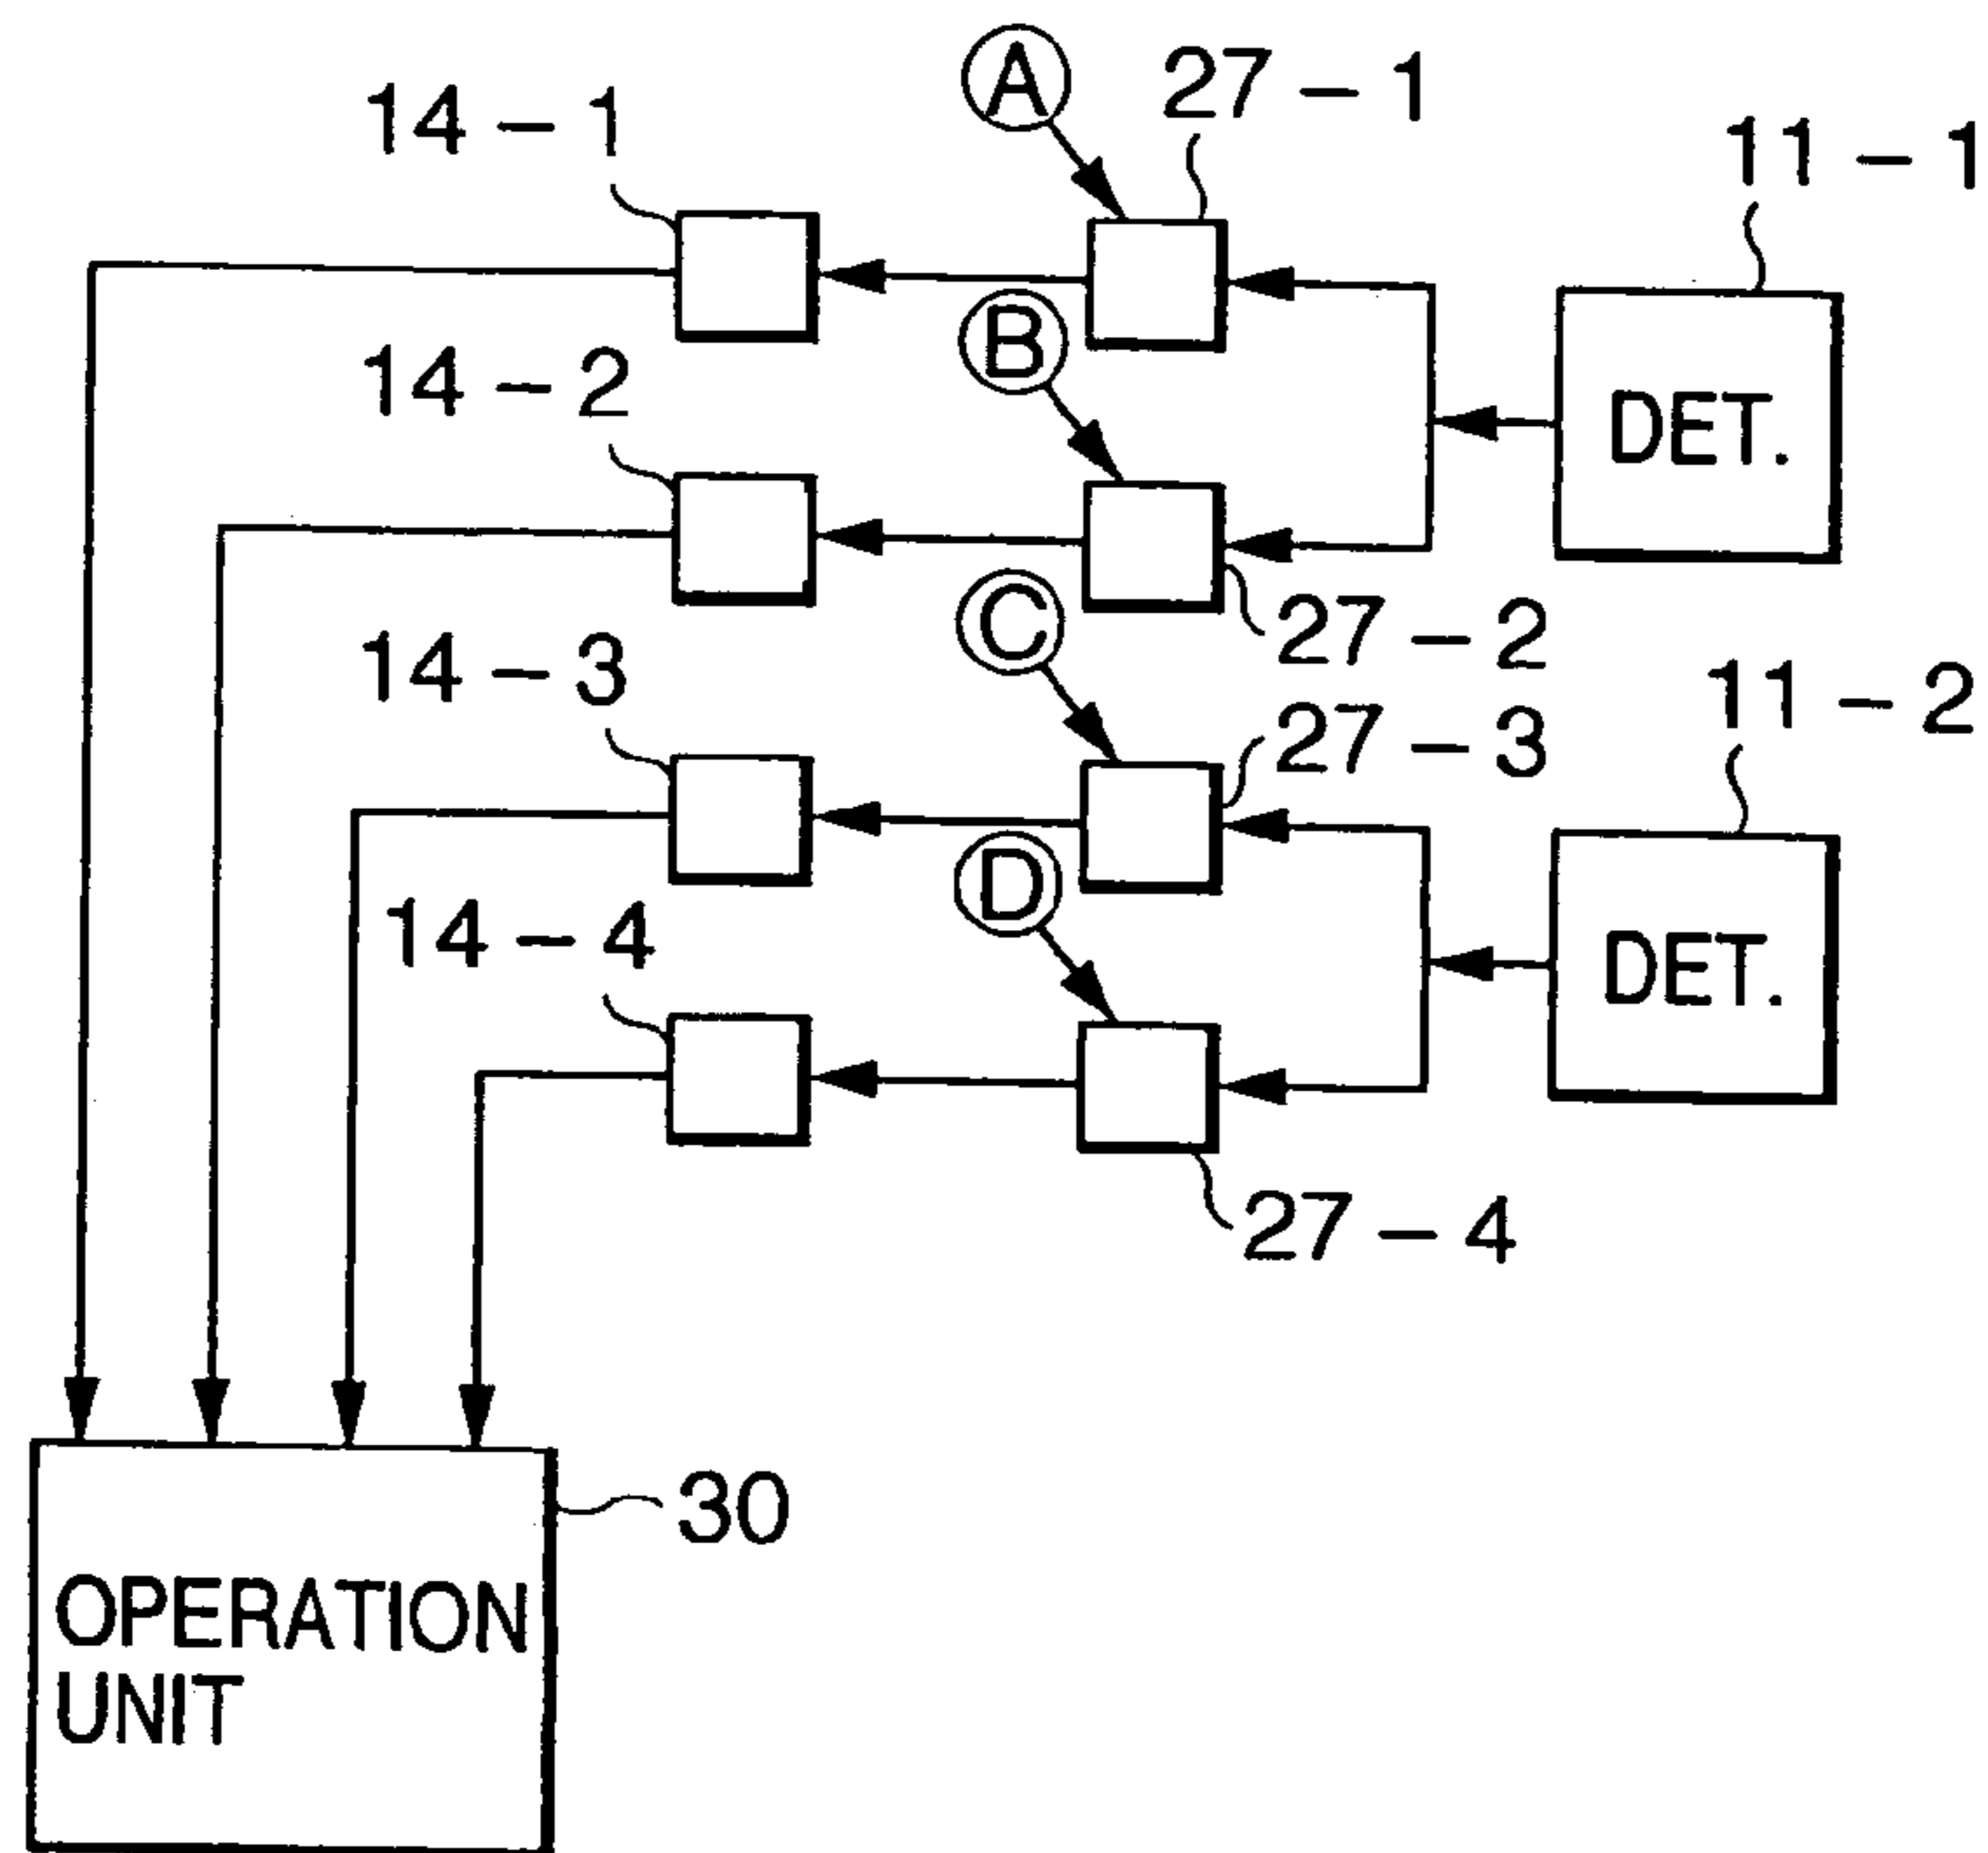 A
27-1
14-1
11-1
B
DET.
14-2
C
27-2
14-3
11-2
27-3
D
14-4
DET.
27-4
30
OPERATION
UNIT